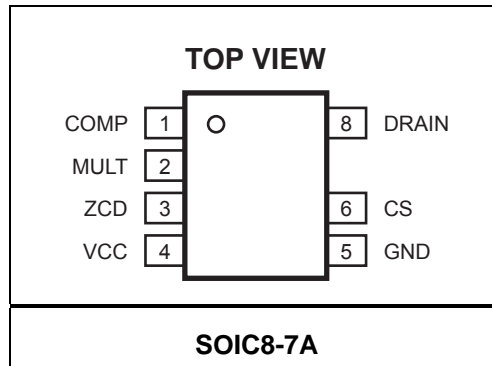 TOP VIEW
COMP 1 8 DRAIN
MULT 2
ZCD 3 6 CS
VCC 4 5 GND
SOIC8-7A